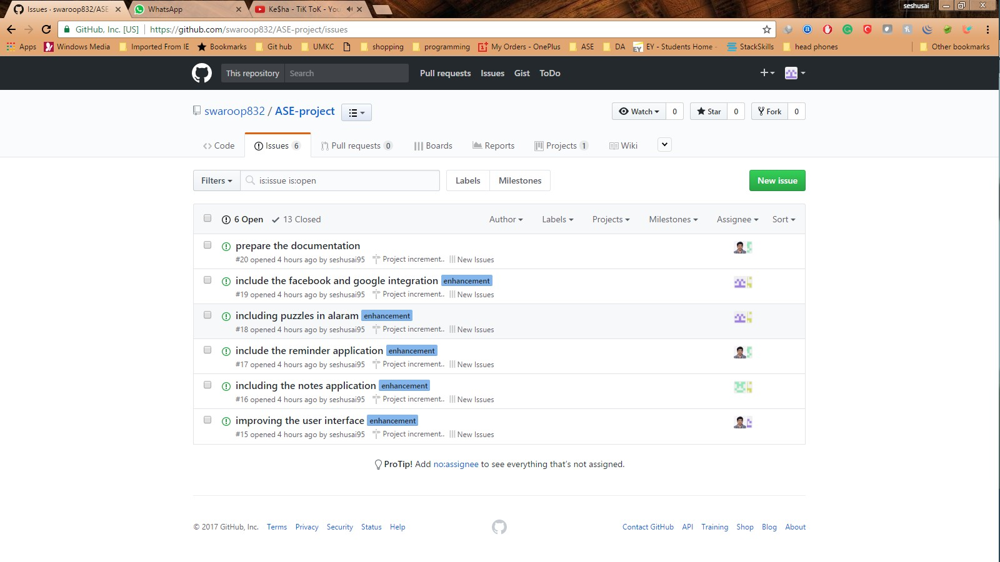 Issues · swaroop832/ASE
WhatsApp
Ke$ha - TiK ToK - You
seshusai
GitHub, Inc. [US]
https://github.com/swaroop832/ASE-project/issues
Apps
Windows Media
Imported From IE
Bookmarks
Git hub
UMKC
shopping
programming
My Orders - OnePlus
ASE
DA
EY
EY - Students Home -
StackSkills
head phones
Other bookmarks
This repository
Search
Pull requests
Issues
Gist
ToDo
swaroop832 / ASE-project
Watch
0
Star
0
Fork
0
Code
Issues 6
Pull requests 0
Boards
Reports
Projects 1
Wiki
Filters
is:issue is:open
Labels
Milestones
New issue
6 Open
13 Closed
Author
Labels
Projects
Milestones
Assignee
Sort
prepare the documentation
#20 opened 4 hours ago by seshusai95 Project increment.. New Issues
include the facebook and google integration enhancement
#19 opened 4 hours ago by seshusai95 Project increment.. New Issues
including puzzles in alaram enhancement
#18 opened 4 hours ago by seshusai95 Project increment.. New Issues
include the reminder application enhancement
#17 opened 4 hours ago by seshusai95 Project increment.. New Issues
including the notes application enhancement
#16 opened 4 hours ago by seshusai95 Project increment.. New Issues
improving the user interface enhancement
#15 opened 4 hours ago by seshusai95 Project increment.. New Issues
ProTip! Add no:assignee to see everything that's not assigned.
© 2017 GitHub, Inc.
Terms
Privacy
Security
Status
Help
Contact GitHub
API
Training
Shop
Blog
About